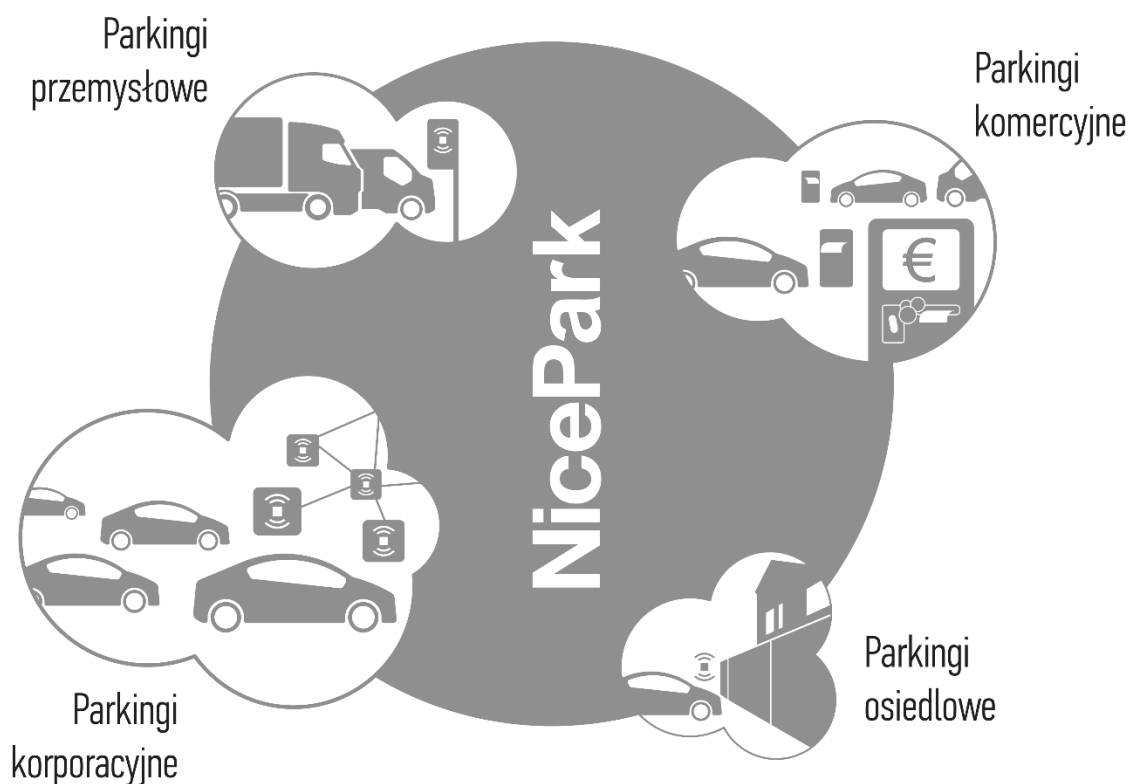 Parkingi
przemysłowe
Parkingi
komercyjne
NicePark
€
Parkingi
osiedlowe
Parkingi
korporacyjne